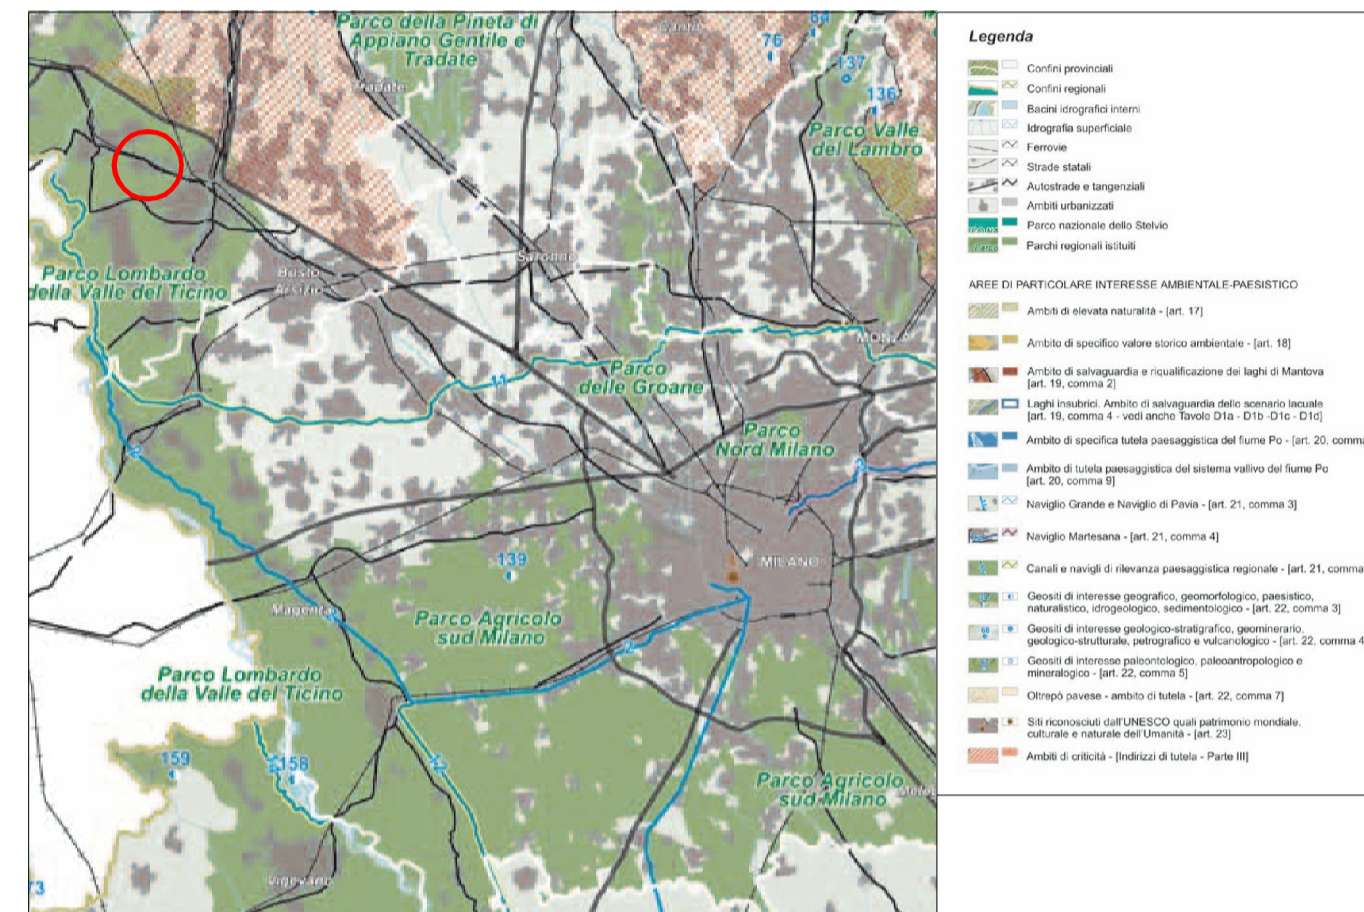 Parco della Pineta di
Appiano Gentile e
Tradate
Tradate
Cantù
84
76
137
136
Parco Valle
del Lambro
Parco Lombardo
della Valle del Ticino
Busto
Arsizio
Saronno
MONZA
11
Parco
delle Groane
Parco
Nord Milano
2
3
MILANO
139
Magenta
Parco Agricolo
sud Milano
2
Parco Lombardo
della Valle del Ticino
159
158
12
Parco Agricolo
sud Milano
Vigevano
73
Legenda
Confini provinciali
Confini regionali
Bacini idrografici interni
Idrografia superficiale
Ferrovie
Strade statali
Autostrade e tangenziali
Ambiti urbanizzati
Parco nazionale dello Stelvio
Parchi regionali istituiti
AREE DI PARTICOLARE INTERESSE AMBIENTALE-PAESISTICO
Ambiti di elevata naturalità - [art. 17]
Ambito di specifico valore storico ambientale - [art. 18]
Ambito di salvaguardia e riqualificazione dei laghi di Mantova
[art. 19, comma 2]
Laghi insubrici. Ambito di salvaguardia dello scenario lacuale
[art. 19, comma 4 - vedi anche Tavole D1a - D1b -D1c - D1d]
Ambito di specifica tutela paesaggistica del fiume Po - [art. 20, comma
Ambito di tutela paesaggistica del sistema vallivo del fiume Po
[art. 20, comma 9]
Naviglio Grande e Naviglio di Pavia - [art. 21, comma 3]
Naviglio Martesana - [art. 21, comma 4]
Canali e navigli di rilevanza paesaggistica regionale - [art. 21, comma
Geositi di interesse geografico, geomorfologico, paesistico,
naturalistico, idrogeologico, sedimentologico - [art. 22, comma 3]
Geositi di interesse geologico-stratigrafico, geominerario,
geologico-strutturale, petrografico e vulcanologico - [art. 22, comma 4
Geositi di interesse paleontologico, paleoantropologico e
mineralogico - [art. 22, comma 5]
Oltrepò pavese - ambito di tutela - [art. 22, comma 7]
Siti riconosciuti dall'UNESCO quali patrimonio mondiale,
culturale e naturale dell'Umanità - [art. 23]
Ambiti di criticità - [Indirizzi di tutela - Parte III]